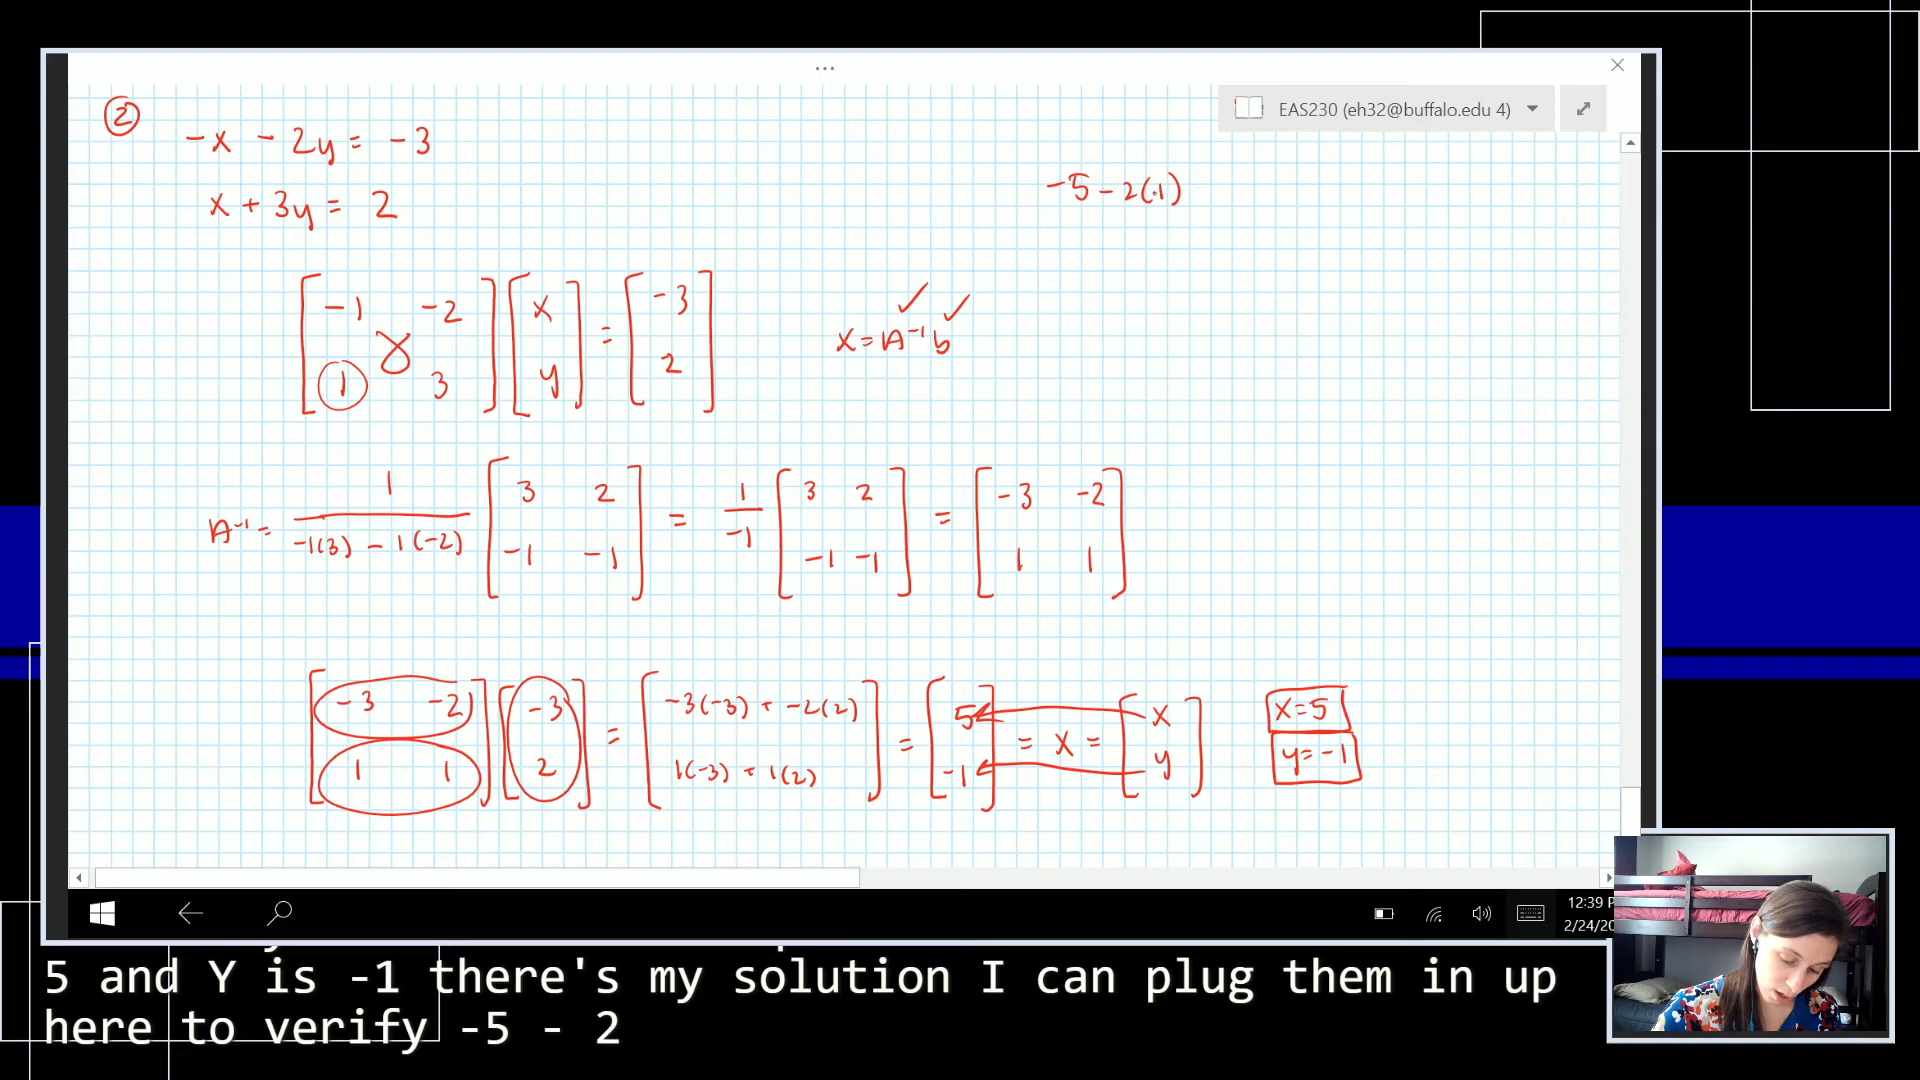 ...
EAS230 (eh32@buffalo.edu 4)
②
-x - 2y = -3
-5 - 2(-1)
x + 3y = 2
[-1 -2; 1 3] [x; y] = [-3; 2]
x = A⁻¹ b
A⁻¹ = 1/(-1(3) - 1(-2)) [3 2; -1 -1] = 1/-1 [3 2; -1 -1] = [-3 -2; 1 1]
[-3 -2; 1 1] [-3; 2] = [-3(-3) + -2(2); 1(-3) + 1(2)] = [5; -1] = x = [x; y]
x=5
y=-1
12:39 P
2/24/20
5 and Y is -1 there's my solution I can plug them in up
here to verify -5 - 2